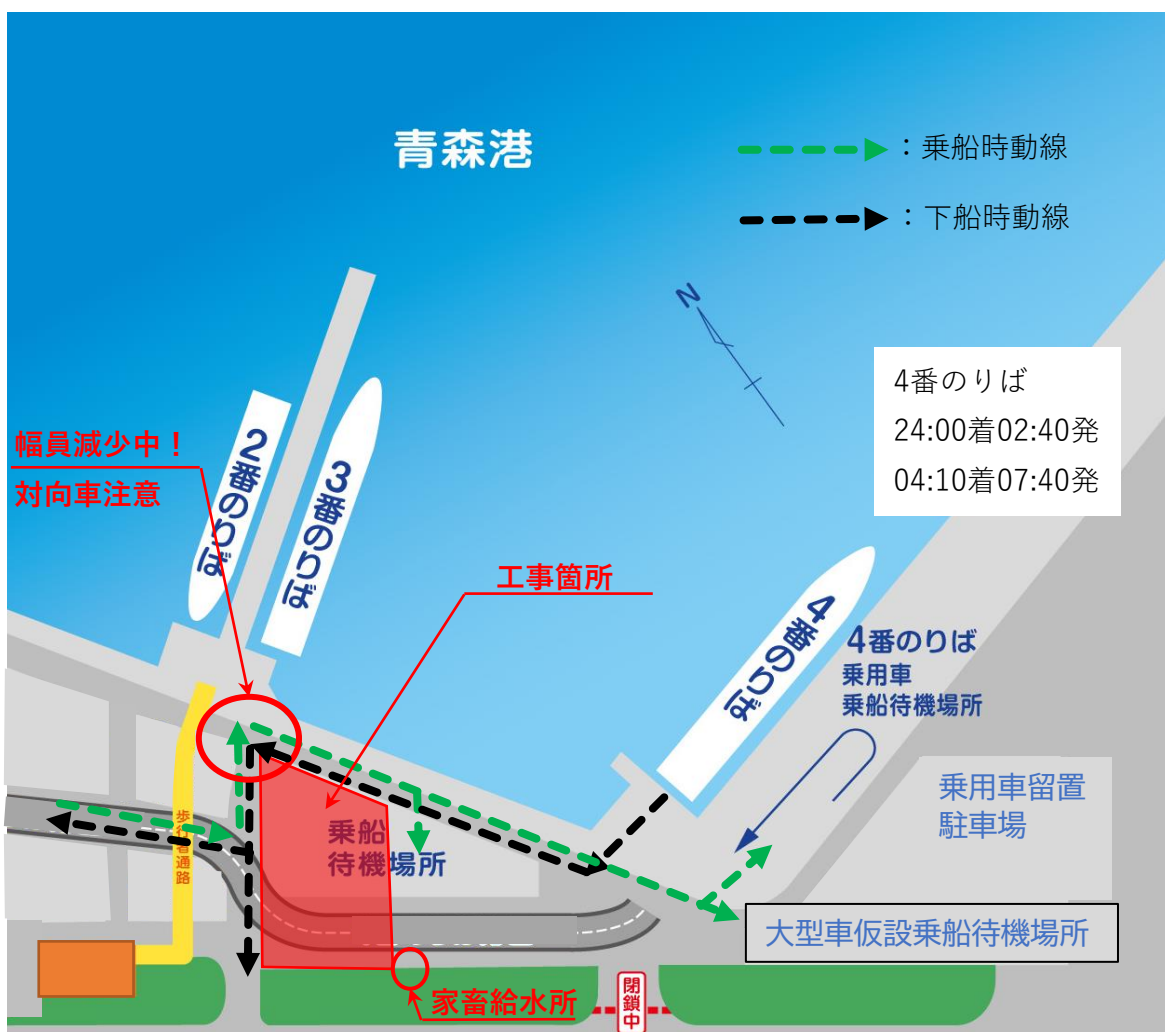 青森港
：乗船時動線
：下船時動線
N
4番のりば
24:00着02:40発
04:10着07:40発
幅員減少中！
対向車注意
2番のりば
3番のりば
工事箇所
4番のりば
4番のりば
乗用車
乗船待機場所
乗用車留置
駐車場
歩行者通路
乗船
待機場所
大型車仮設乗船待機場所
家畜給水所
閉鎖中